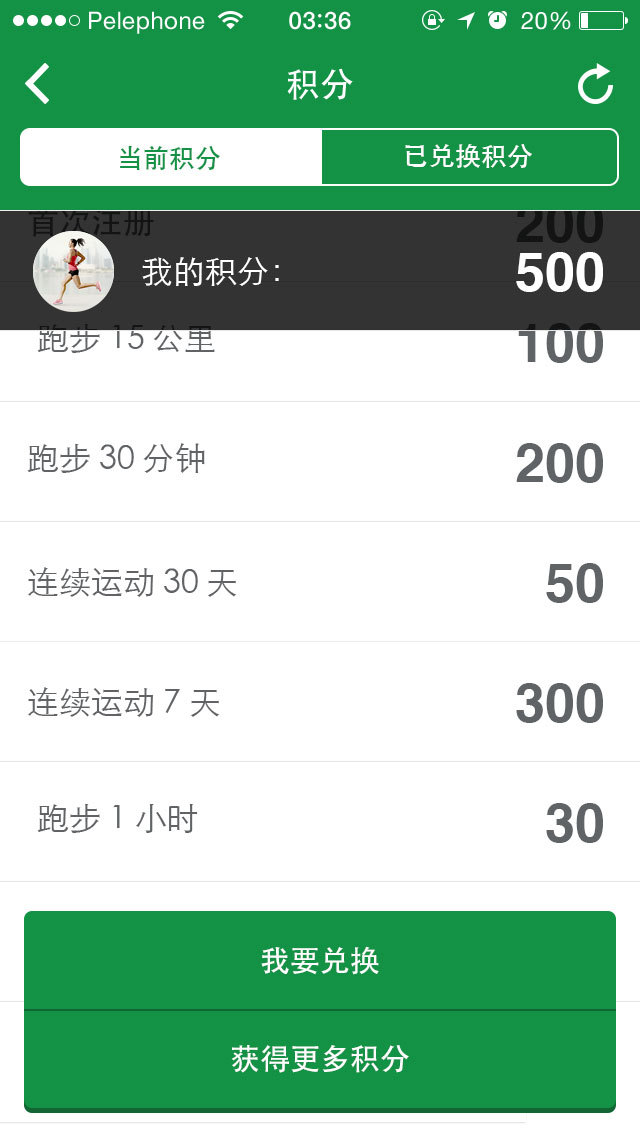 Pelephone 03:36 20%
积分
当前积分 已兑换积分
首次注册 200
我的积分： 500
跑步 15 公里 100
跑步 30 分钟 200
连续运动 30 天 50
连续运动 7 天 300
跑步 1 小时 30
我要兑换
获得更多积分